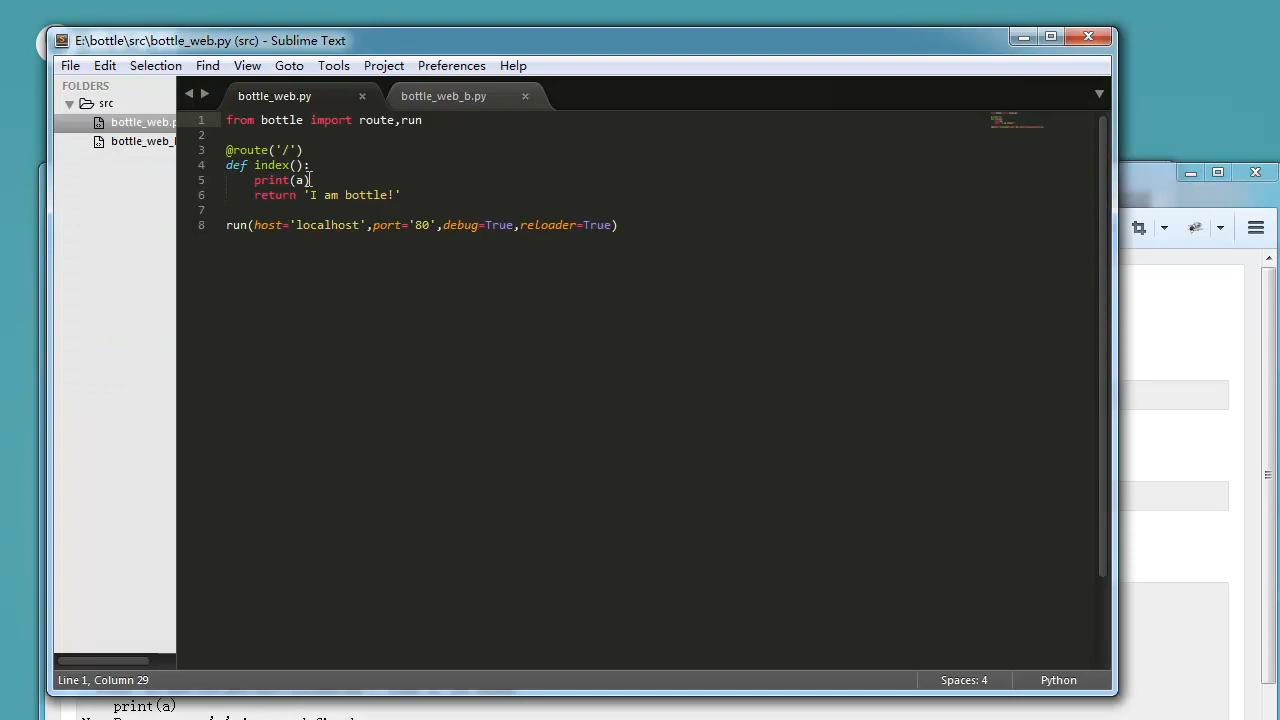 E:\bottle\src\bottle_web.py (src) - Sublime Text
File Edit Selection Find View Goto Tools Project Preferences Help
FOLDERS
src
bottle_web.p
bottle_web_
bottle_web.py
bottle_web_b.py
1 from bottle import route,run
2
3 @route('/')
4 def index():
5 print(a)
6 return 'I am bottle!'
7
8 run(host='localhost',port='80',debug=True,reloader=True)
Line 1, Column 29
Spaces: 4
Python
print(a)